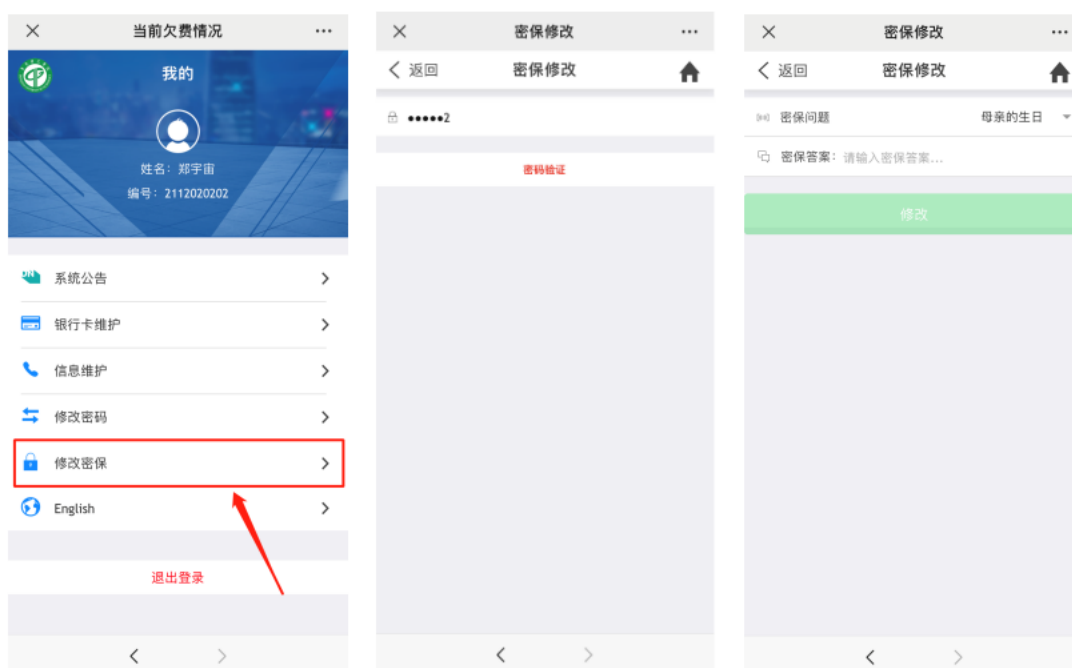 当前欠费情况
我的
姓名：郑宇宙
编号：2112020202
系统公告
银行卡维护
信息维护
修改密码
修改密保
English
退出登录
密保修改
返回
密保修改
●●●●●2
密码验证
密保修改
返回
密保修改
密保问题
母亲的生日
密保答案：请输入密保答案...
修改